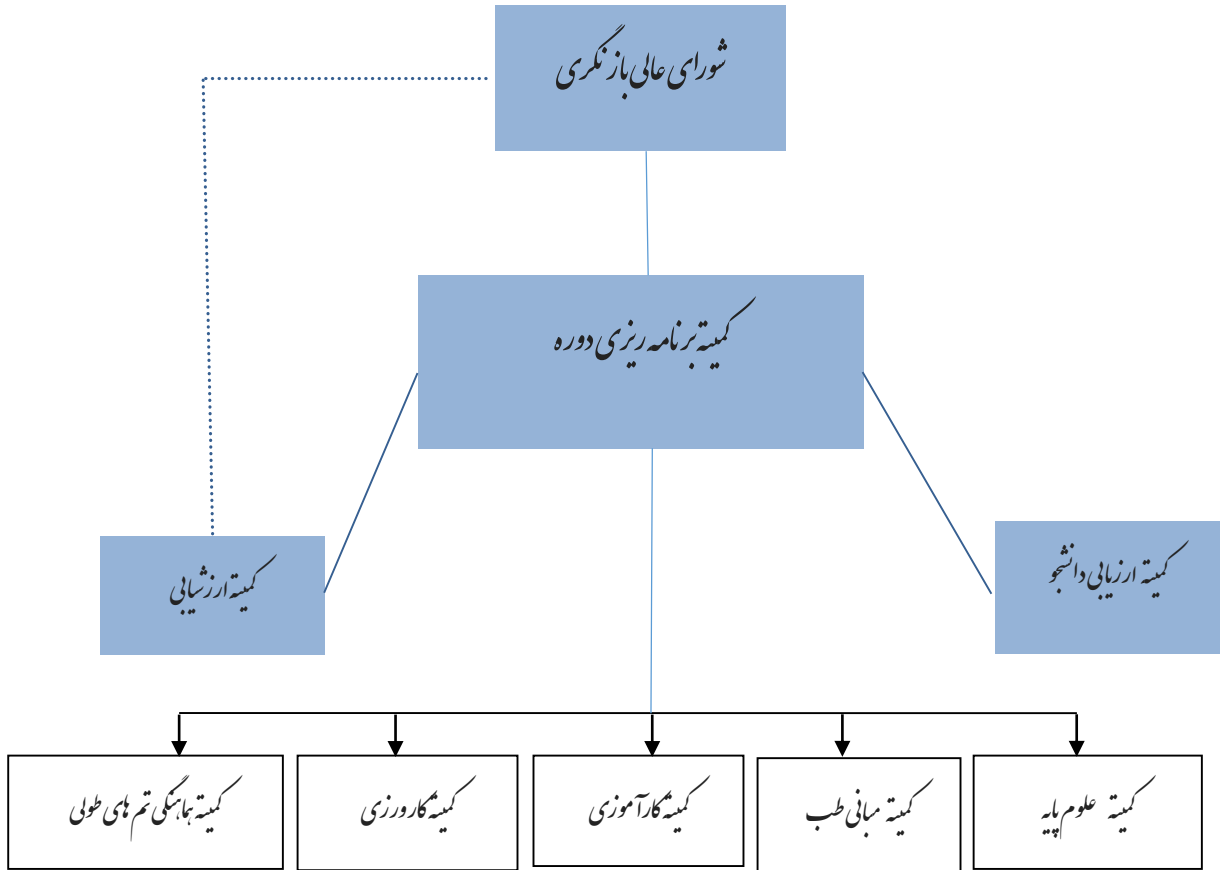 شورای عالی بازنگری
کمیته برنامه ریزی دوره
کمیته ارزیابی دانشجو
کمیته ارزشیابی
کمیته علوم پایه
کمیته مبانی طب
کمیته کارآموزی
کمیته کارورزی
کمیته هماهنگی تم های طولی